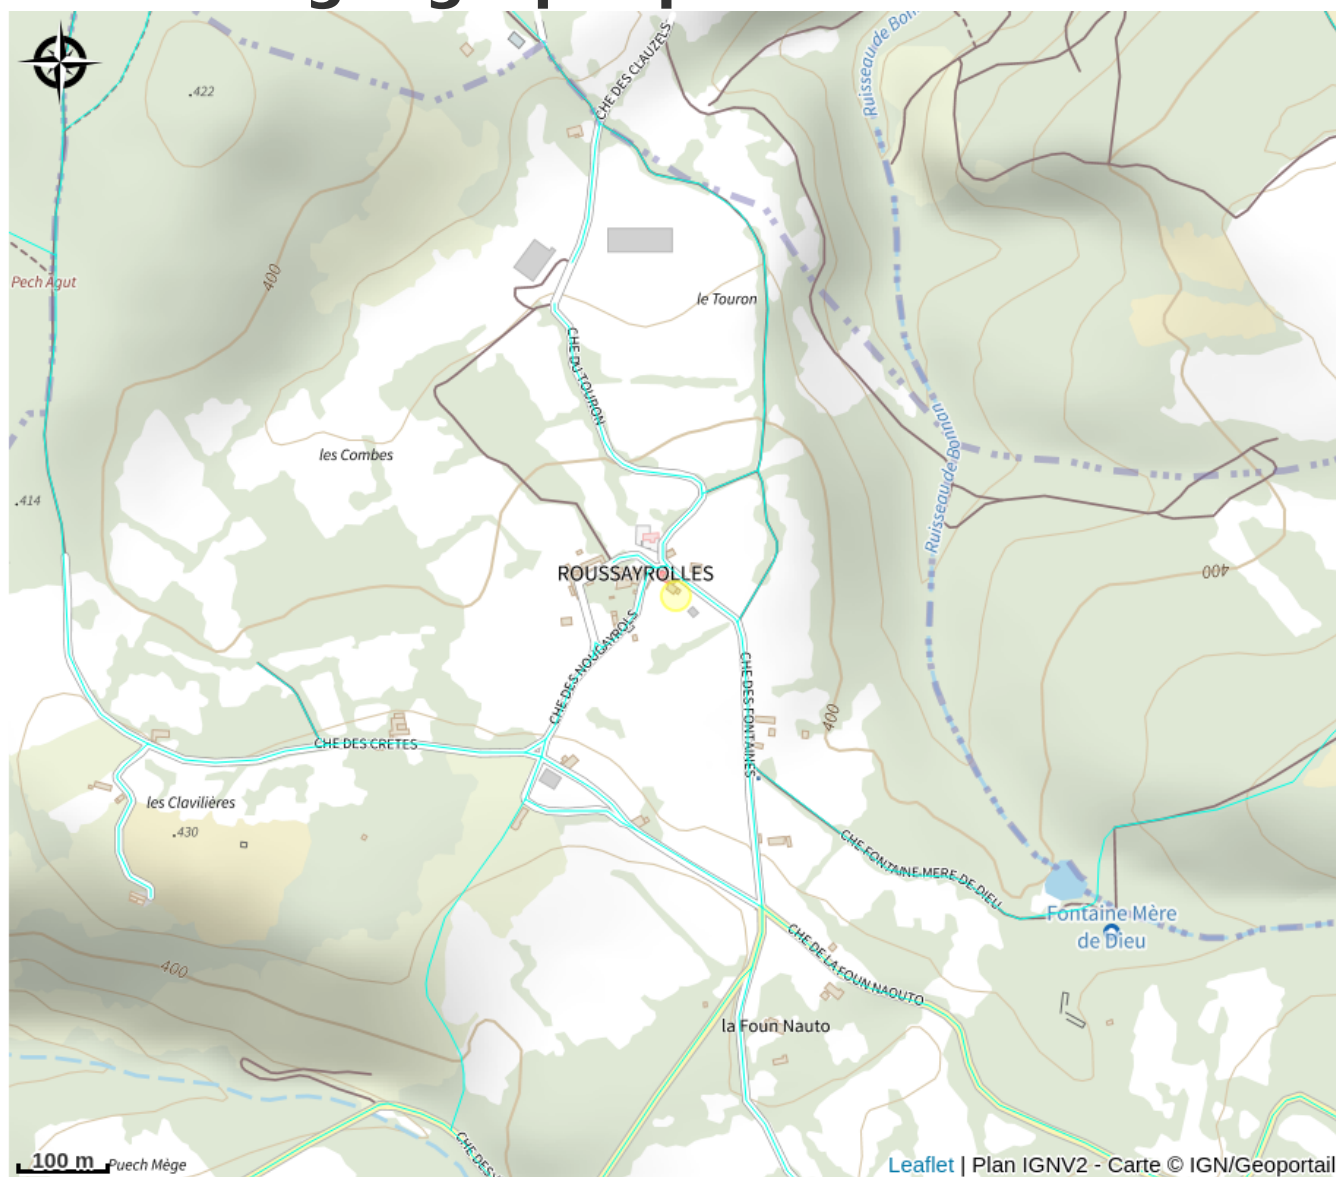 Ruisseau de Bonnan
CHE DES CLAUZELS
.422
400
Pech Agut
le Touron
CHE DU TOURON
les Combes
Ruisseau de Bonnan
.414
400
ROUSSAYROLLES
CHE DES NOUGAYROLS
CHE DES FONTAINES
400
CHE DES CRETES
les Clavilières
.430
CHE FONTAINE MERE DE DIEU
Fontaine Mère
de Dieu
400
CHE DE LA FOUN NAOUTO
la Foun Nauto
100 m
Puech Mège
CHE DES
Leaflet | Plan IGNV2 - Carte © IGN/Geoportail